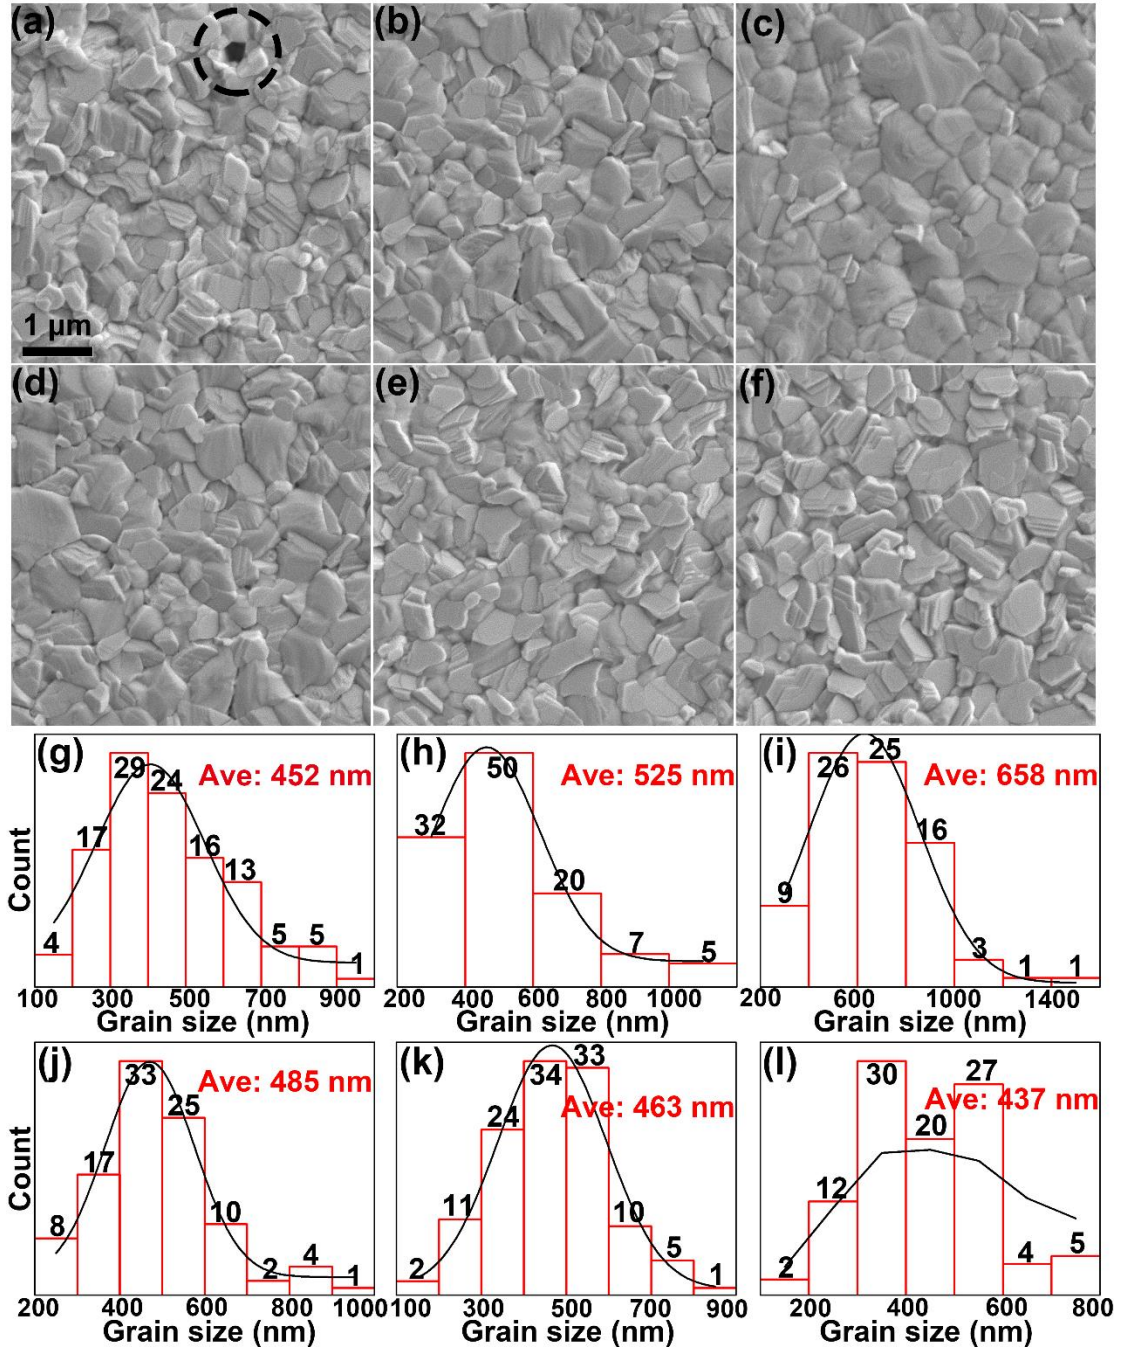 (a)
(b)
(c)
1 µm
(d)
(e)
(f)
(g)
Ave: 452 nm
4
17
29
24
16
13
5
5
1
Count
100 300 500 700 900
Grain size (nm)
(h)
Ave: 525 nm
32
50
20
7
5
200 400 600 800 1000
Grain size (nm)
(i)
Ave: 658 nm
9
26
25
16
3
1
1
200 600 1000 1400
Grain size (nm)
(j)
Ave: 485 nm
8
17
33
25
10
2
4
1
Count
200 400 600 800 1000
Grain size (nm)
(k)
Ave: 463 nm
2
11
24
34
33
10
5
1
100 300 500 700 900
Grain size (nm)
(l)
Ave: 437 nm
2
12
30
20
27
4
5
200 400 600 800
Grain size (nm)